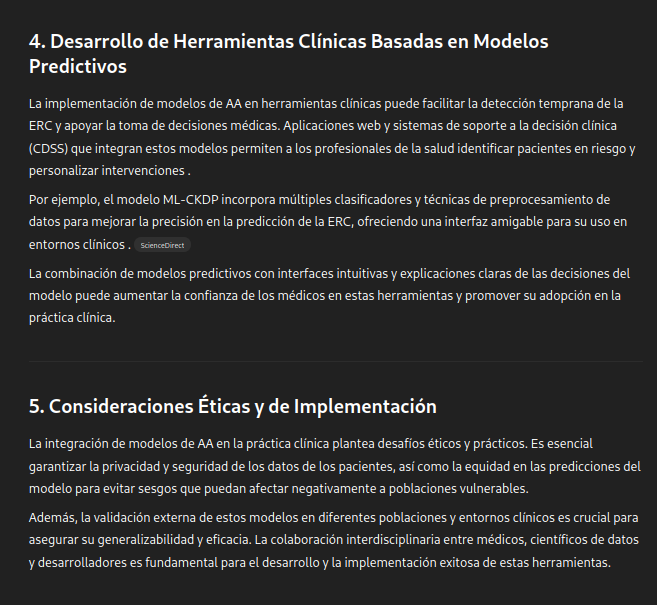 4. Desarrollo de Herramientas Clínicas Basadas en Modelos
Predictivos
La implementación de modelos de AA en herramientas clínicas puede facilitar la detección temprana de la
ERC y apoyar la toma de decisiones médicas. Aplicaciones web y sistemas de soporte a la decisión clínica
(CDSS) que integran estos modelos permiten a los profesionales de la salud identificar pacientes en riesgo y
personalizar intervenciones .
Por ejemplo, el modelo ML-CKDP incorpora múltiples clasificadores y técnicas de preprocesamiento de
datos para mejorar la precisión en la predicción de la ERC, ofreciendo una interfaz amigable para su uso en
entornos clínicos . ScienceDirect
La combinación de modelos predictivos con interfaces intuitivas y explicaciones claras de las decisiones del
modelo puede aumentar la confianza de los médicos en estas herramientas y promover su adopción en la
práctica clínica.
5. Consideraciones Éticas y de Implementación
La integración de modelos de AA en la práctica clínica plantea desafíos éticos y prácticos. Es esencial
garantizar la privacidad y seguridad de los datos de los pacientes, así como la equidad en las predicciones del
modelo para evitar sesgos que puedan afectar negativamente a poblaciones vulnerables.
Además, la validación externa de estos modelos en diferentes poblaciones y entornos clínicos es crucial para
asegurar su generalizabilidad y eficacia. La colaboración interdisciplinaria entre médicos, científicos de datos
y desarrolladores es fundamental para el desarrollo y la implementación exitosa de estas herramientas.